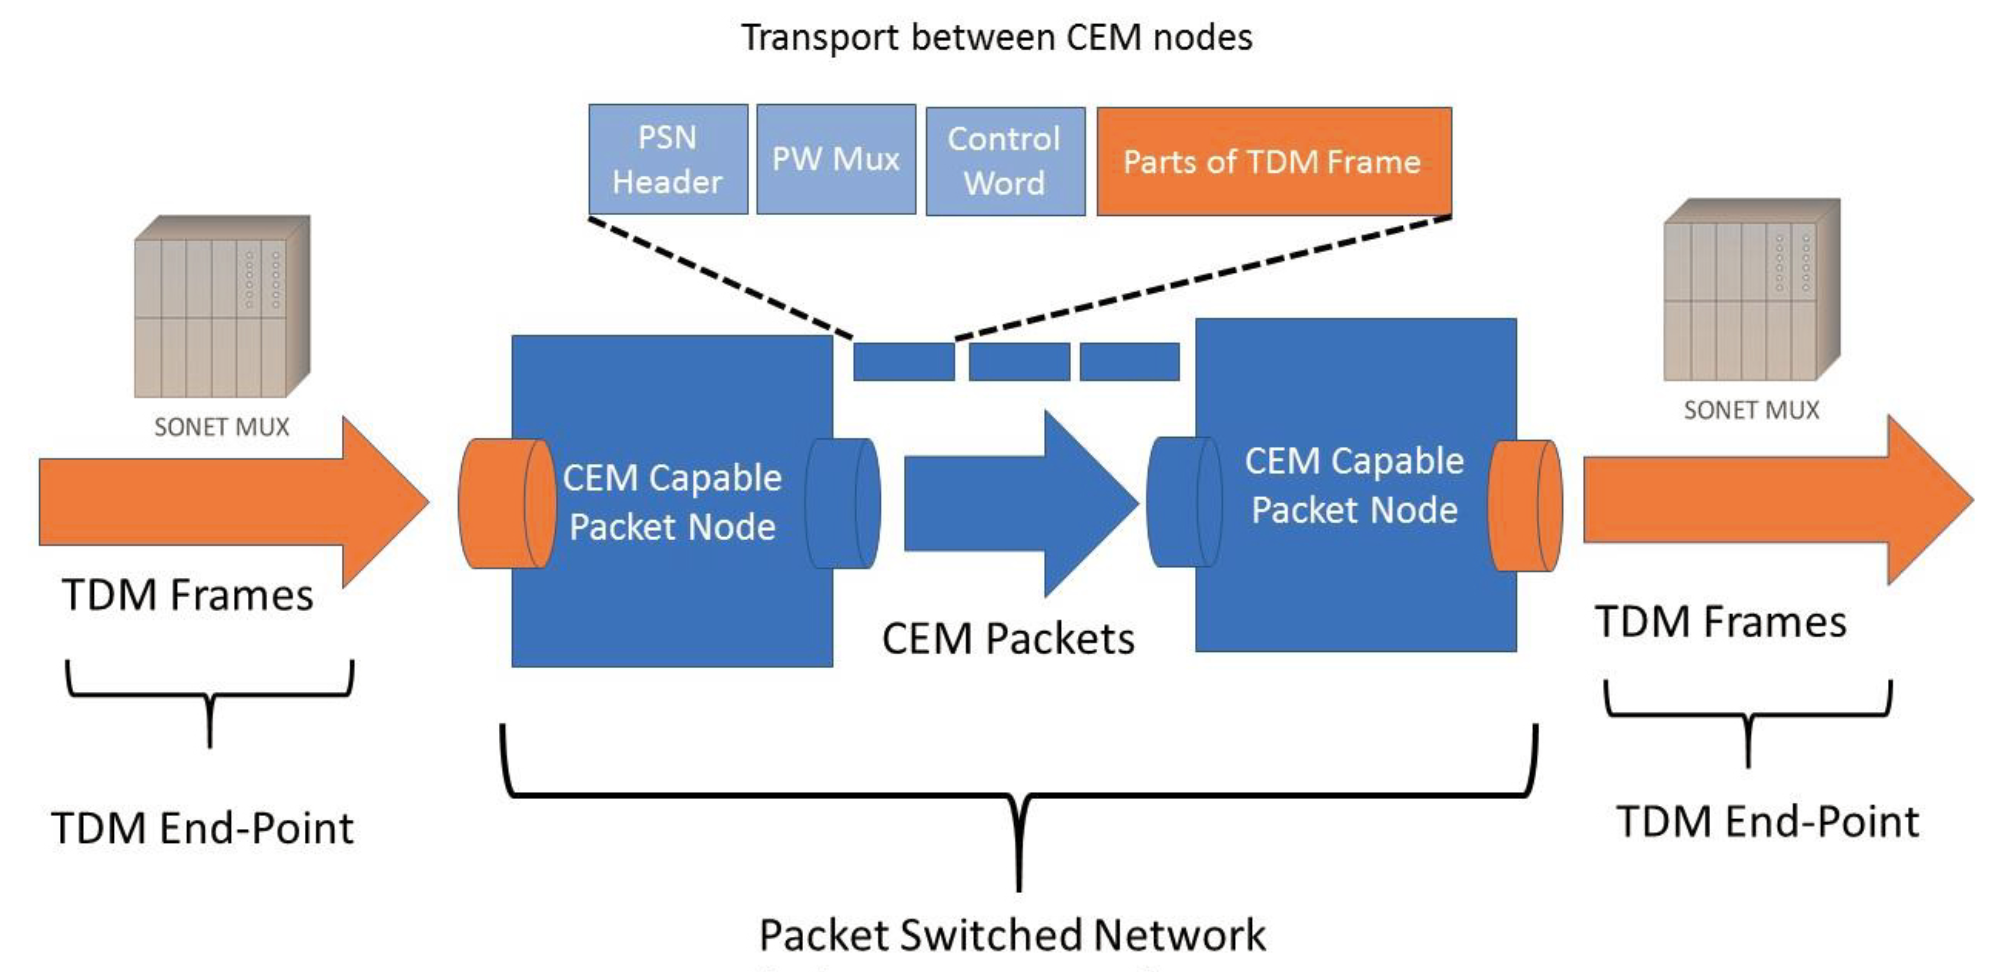 Transport between CEM nodes
PSN
Header
PW Mux
Control
Word
Parts of TDM Frame
SONET MUX
SONET MUX
CEM Capable
Packet Node
CEM Capable
Packet Node
TDM Frames
CEM Packets
TDM Frames
TDM End-Point
TDM End-Point
Packet Switched Network